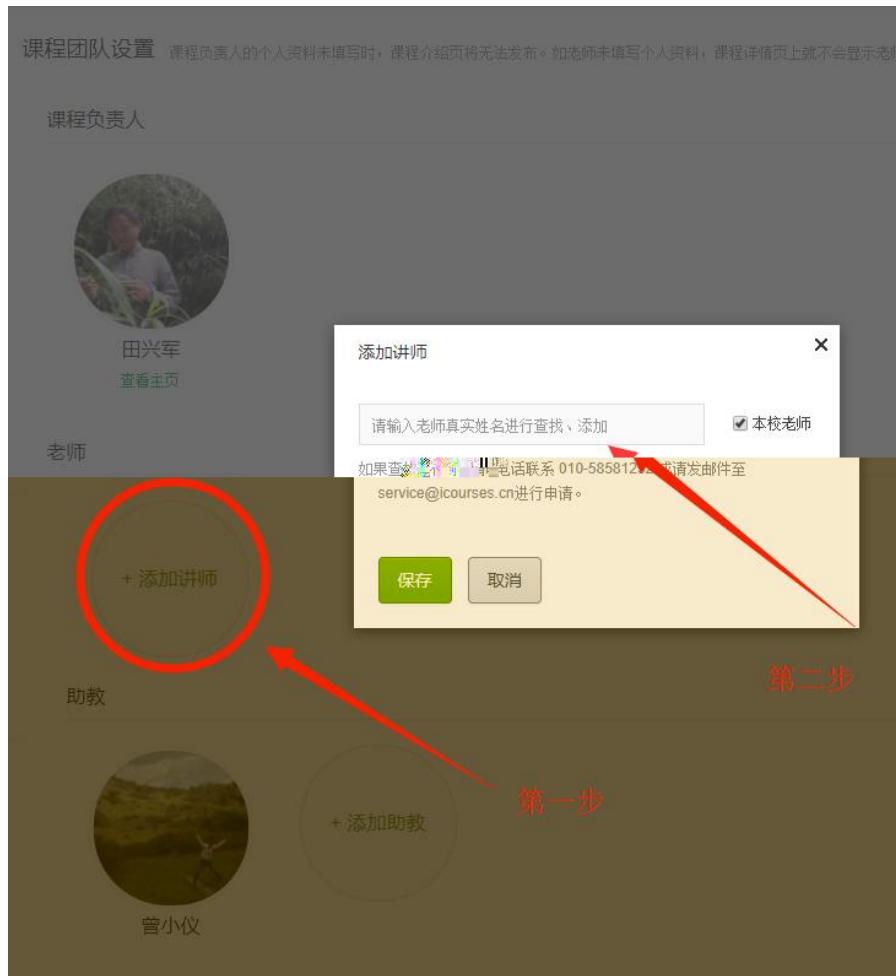 课程团队设置 课程负责人的个人资料未填写时，课程介绍页将无法发布。如老师未填写个人资料，课程详情页上就不会显示老
课程负责人
田兴军
查看主页
添加讲师
请输入老师真实姓名进行查找、添加
本校老师
老师
如果查 电话联系 010-58581 或请发邮件至
service@icourses.cn进行申请。
+ 添加讲师
保存
取消
第二步
助教
第一步
+ 添加助教
曾小仪